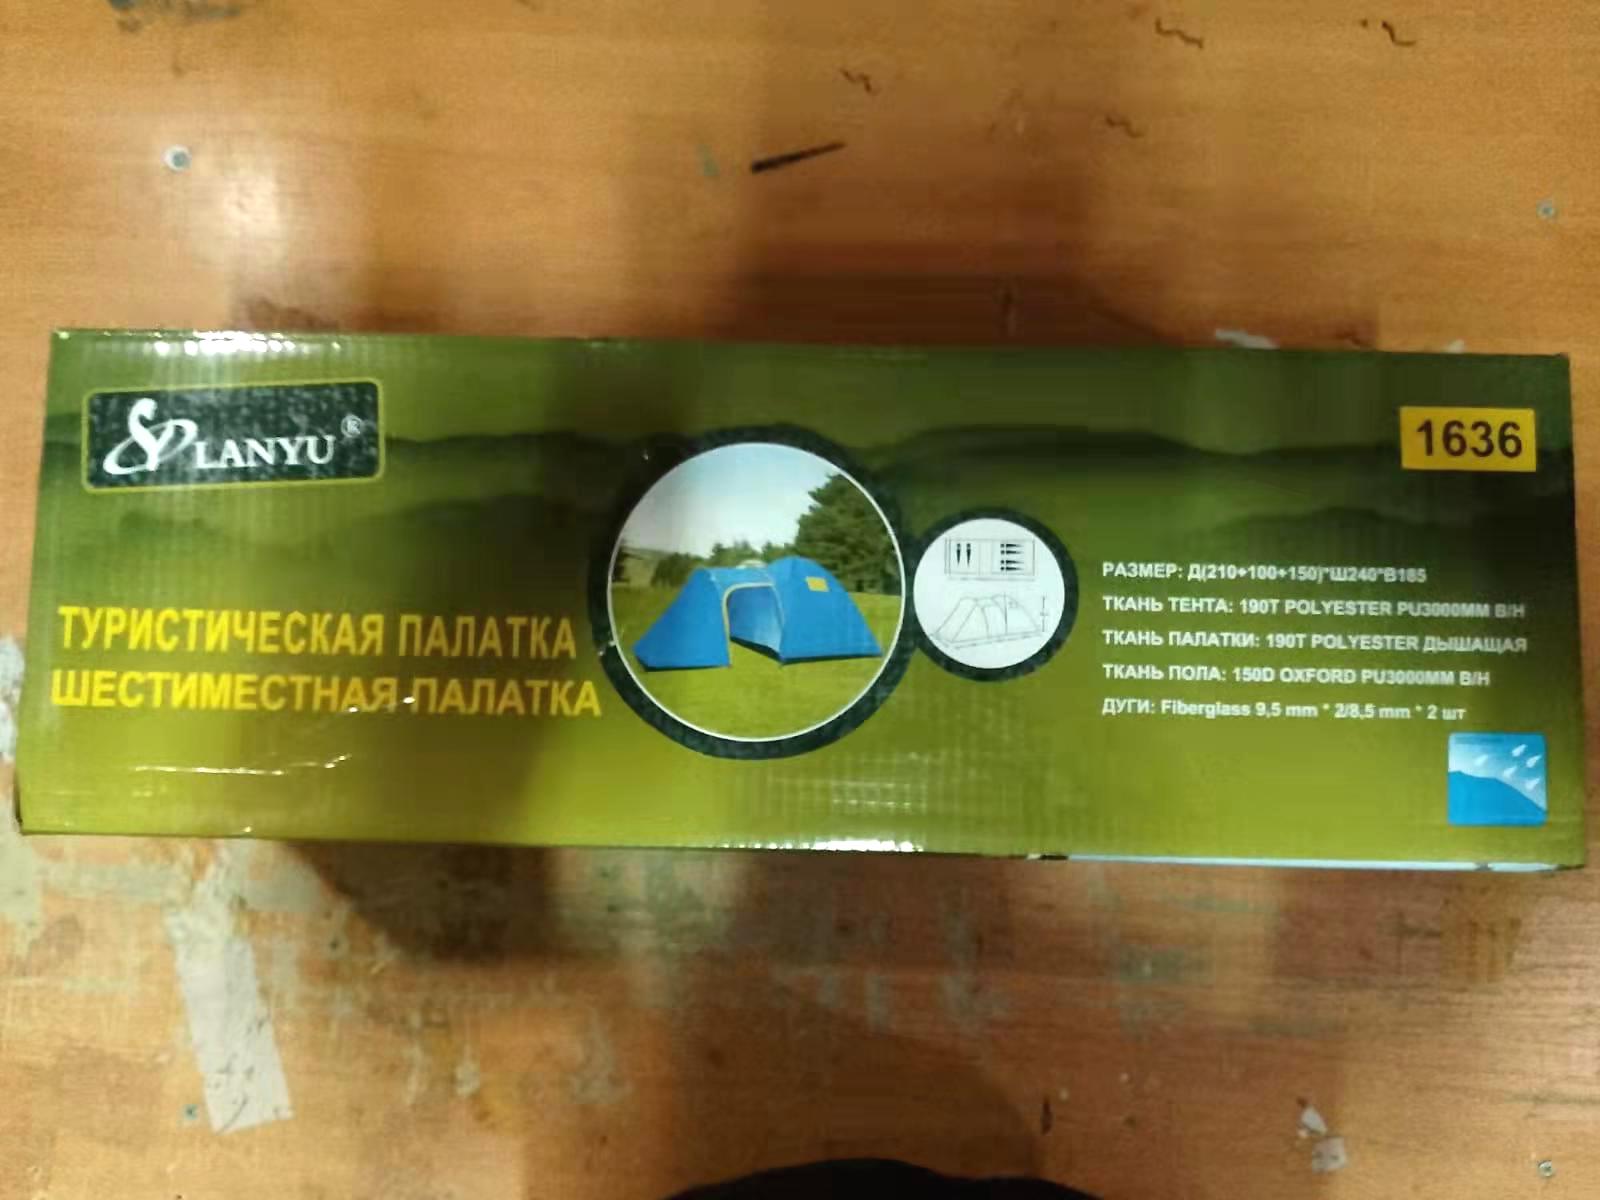 LANYU®
1636
ТУРИСТИЧЕСКАЯ ПАЛАТКА
ШЕСТИМЕСТНАЯ ПАЛАТКА
РАЗМЕР: Д(210+100+150)*Ш240*В185
ТКАНЬ ТЕНТА: 190T POLYESTER PU3000MM В/Н
ТКАНЬ ПАЛАТКИ: 190T POLYESTER ДЫШАЩАЯ
ТКАНЬ ПОЛА: 150D OXFORD PU3000MM В/Н
ДУГИ: Fiberglass 9,5 mm * 2/8,5 mm * 2 шт